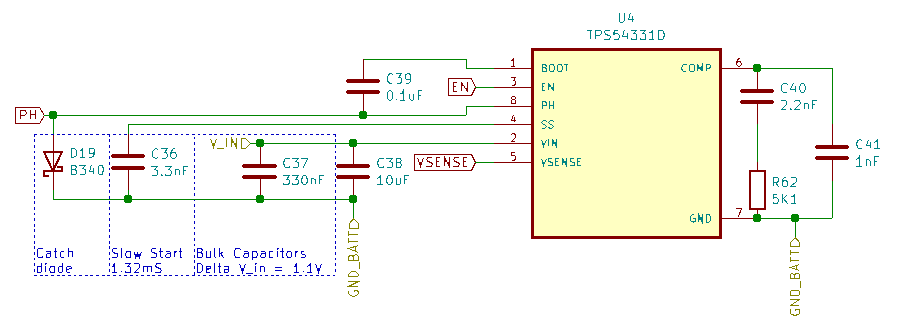 U4
TPS54331D
1
BOOT
COMP
6
C39
0.1uF
EN
3
EN
C40
2.2nF
PH
8
PH
4
SS
V_IN
2
VIN
D19
B340
C36
3.3nF
C37
330nF
C38
10uF
VSENSE
5
VSENSE
C41
1nF
R62
5K1
GND
7
Catch
diode
Slow Start
1.32mS
Bulk Capacitors
Delta V_in = 1.1V
GND_BATT
GND_BATT